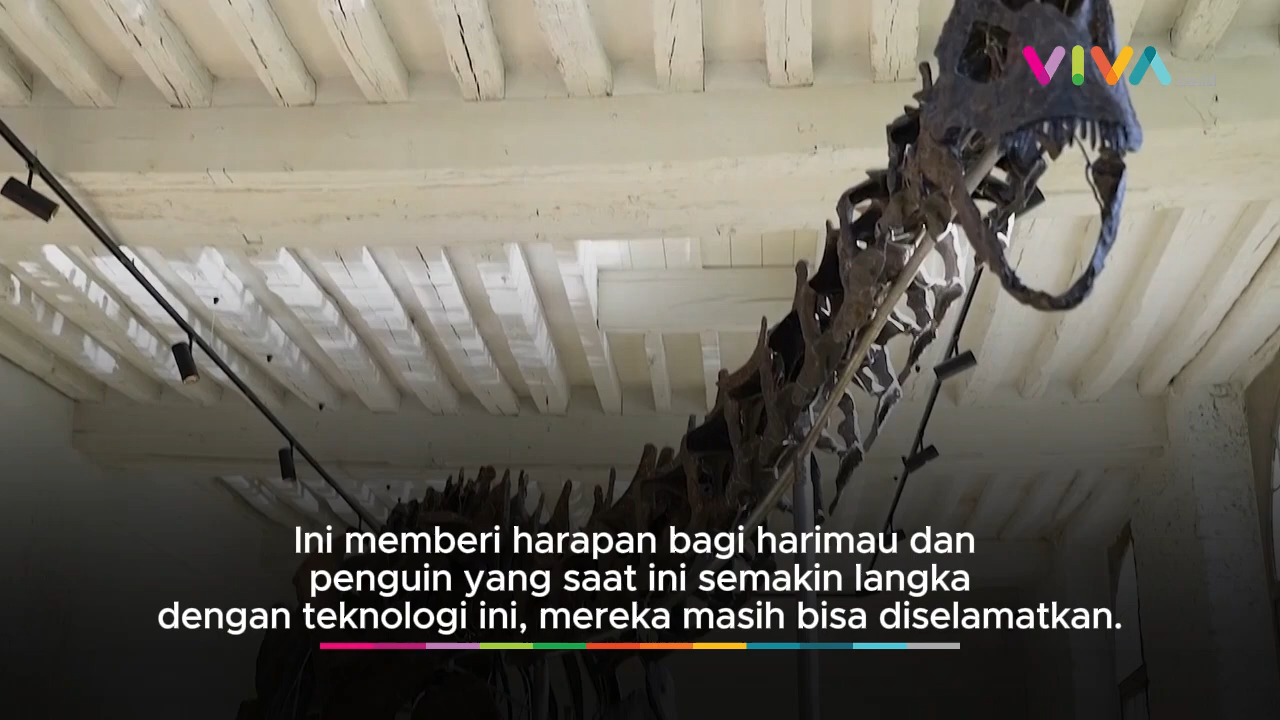 VIVA
Ini memberi harapan bagi harimau dan
penguin yang saat ini semakin langka
dengan teknologi ini, mereka masih bisa diselamatkan.